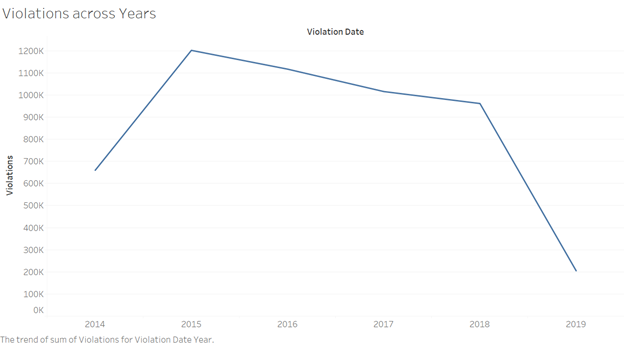 Violations across Years
Violation Date
Violations
1200K
1100K
1000K
900K
800K
700K
600K
500K
400K
300K
200K
100K
0K
2014 2015 2016 2017 2018 2019
The trend of sum of Violations for Violation Date Year.